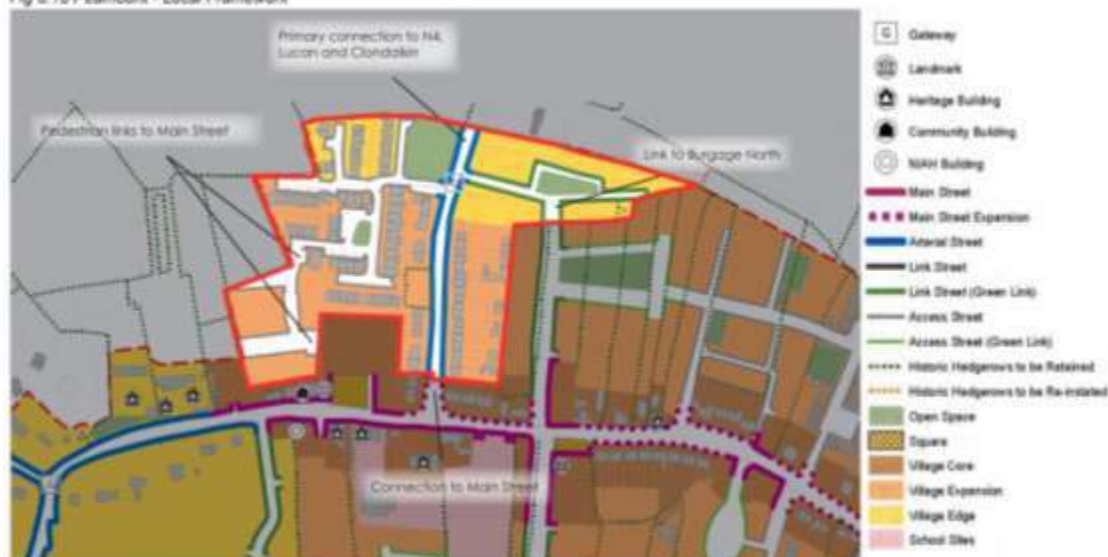 Primary connection to N4,
Lucan and Clondalkin
Pedestrian links to Main Street
Link to Burgage North
Connection to Main Street
G Gateway
Landmark
Heritage Building
Community Building
NIAH Building
Main Street
Main Street Expansion
Arterial Street
Link Street
Link Street (Green Link)
Access Street
Access Street (Green Link)
Historic Hedgerows to be Retained
Historic Hedgerows to be Re-instated
Open Space
Square
Village Core
Village Expansion
Village Edge
School Sites